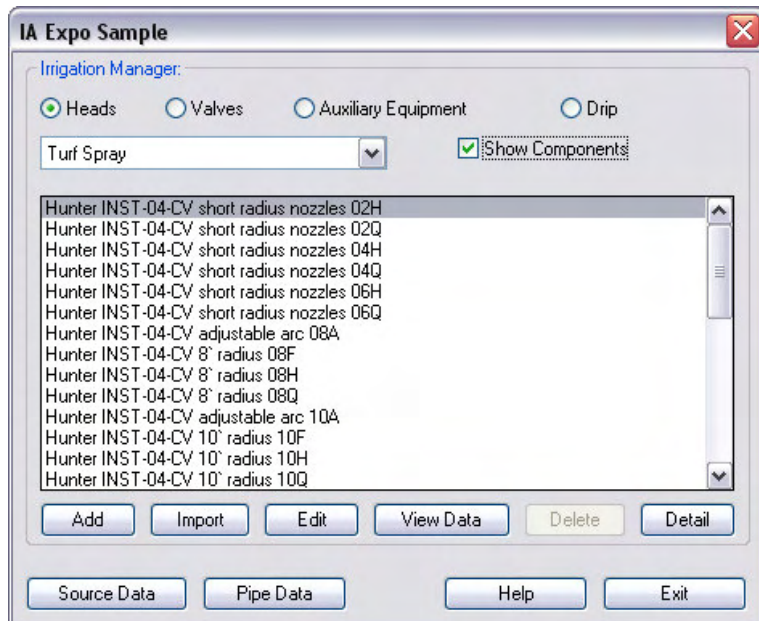 IA Expo Sample
Irrigation Manager:
Heads Valves Auxiliary Equipment Drip
Turf Spray Show Components
Hunter INST-04-CV short radius nozzles 02H
Hunter INST-04-CV short radius nozzles 02Q
Hunter INST-04-CV short radius nozzles 04H
Hunter INST-04-CV short radius nozzles 04Q
Hunter INST-04-CV short radius nozzles 06H
Hunter INST-04-CV short radius nozzles 06Q
Hunter INST-04-CV adjustable arc 08A
Hunter INST-04-CV 8` radius 08F
Hunter INST-04-CV 8` radius 08H
Hunter INST-04-CV 8` radius 08Q
Hunter INST-04-CV adjustable arc 10A
Hunter INST-04-CV 10` radius 10F
Hunter INST-04-CV 10` radius 10H
Hunter INST-04-CV 10` radius 10Q
Add Import Edit View Data Delete Detail
Source Data Pipe Data Help Exit